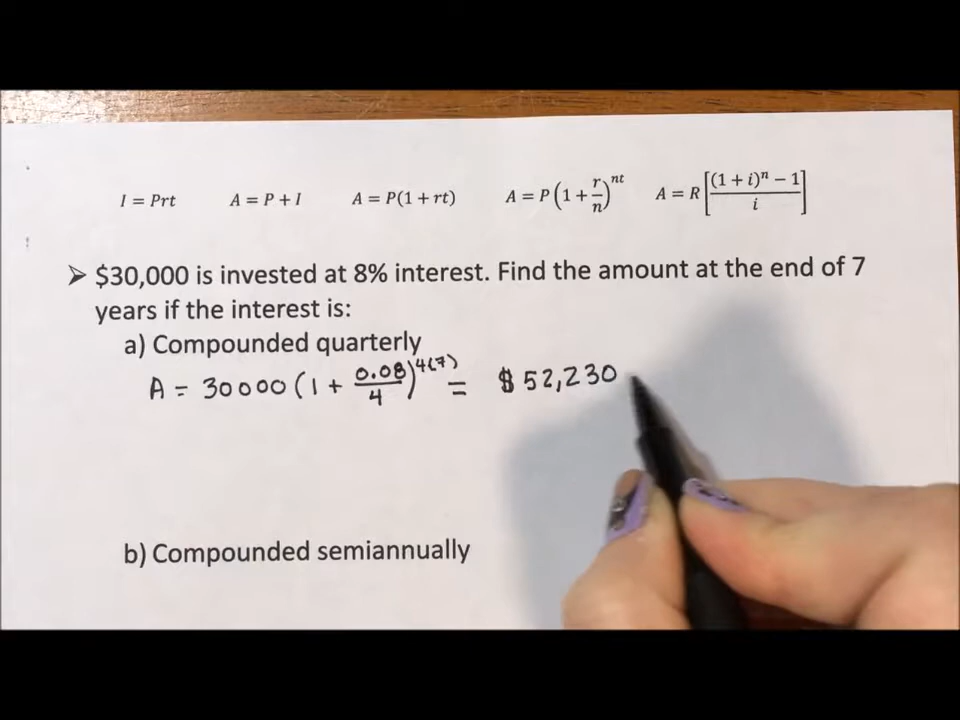 I = Prt A = P + I A = P(1 + rt) A = P(1 + r/n)^nt A = R[(1 + i)^n − 1 / i]
➢ $30,000 is invested at 8% interest. Find the amount at the end of 7
years if the interest is:
a) Compounded quarterly
A = 30000(1 + 0.08/4)^4(7) = $52,230
b) Compounded semiannually